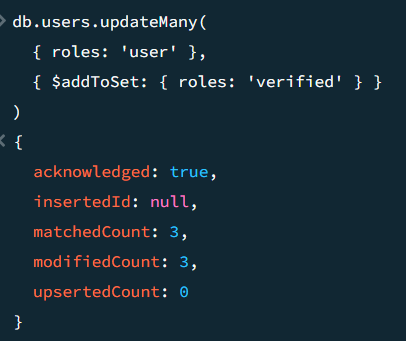 db.users.updateMany(
{ roles: 'user' },
{ $addToSet: { roles: 'verified' } }
)
{
acknowledged: true,
insertedId: null,
matchedCount: 3,
modifiedCount: 3,
upsertedCount: 0
}